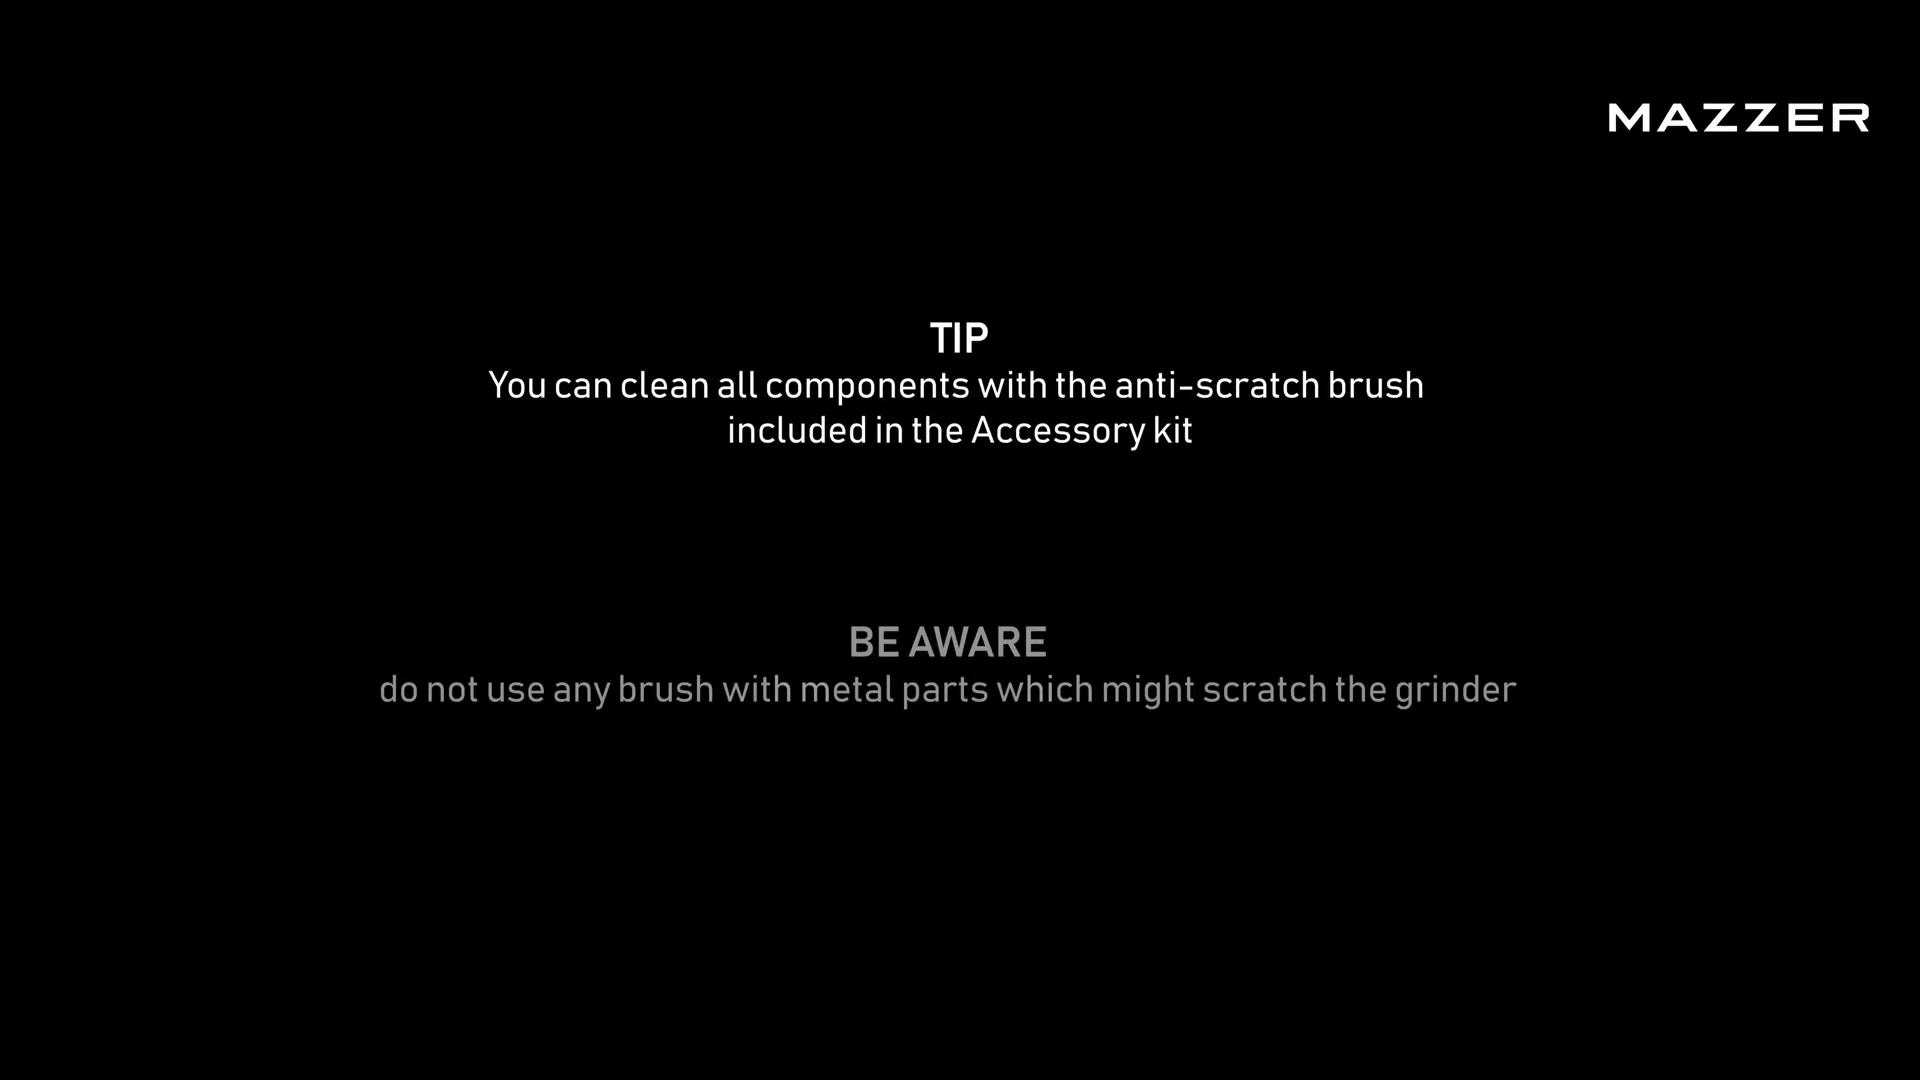 MAZZER
TIP
You can clean all components with the anti-scratch brush
included in the Accessory kit
BE AWARE
do not use any brush with metal parts which might scratch the grinder